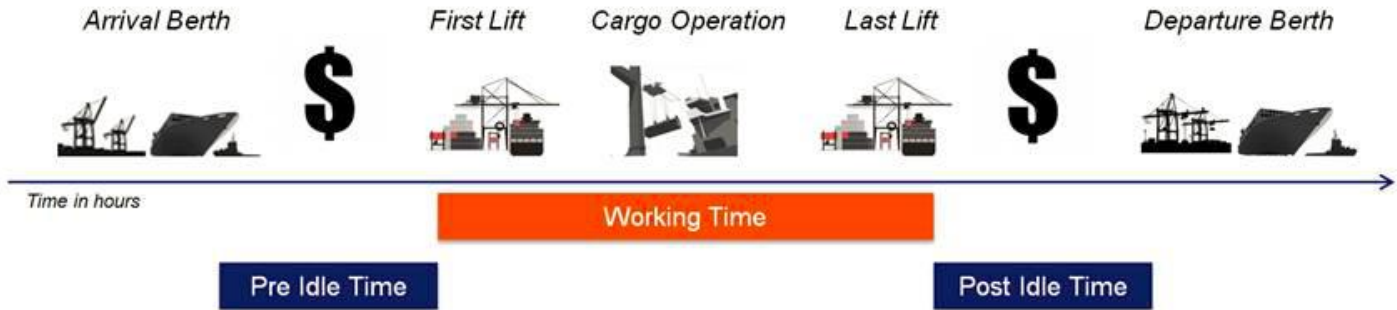 Arrival Berth
First Lift
Cargo Operation
Last Lift
Departure Berth
$
$
Time in hours
Working Time
Pre Idle Time
Post Idle Time